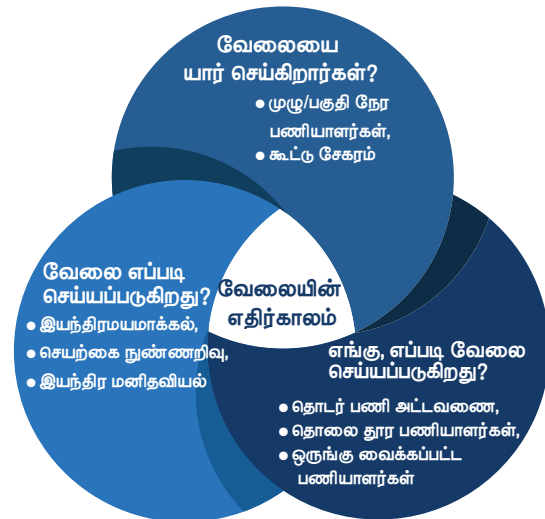 வேலையை
யார் செய்கிறார்கள்?
● முழு/பகுதி நேர
பணியாளர்கள்,
● கூட்டு சேகரம்
வேலை எப்படி
செய்யப்படுகிறது?
● இயந்திரமயமாக்கல்,
● செயற்கை நுண்ணறிவு,
● இயந்திர மனிதவியல்
வேலையின்
எதிர்காலம்
எங்கு, எப்படி வேலை
செய்யப்படுகிறது?
● தொடர் பணி அட்டவணை,
● தொலை தூர பணியாளர்கள்,
● ஒருங்கு வைக்கப்பட்ட
பணியாளர்கள்